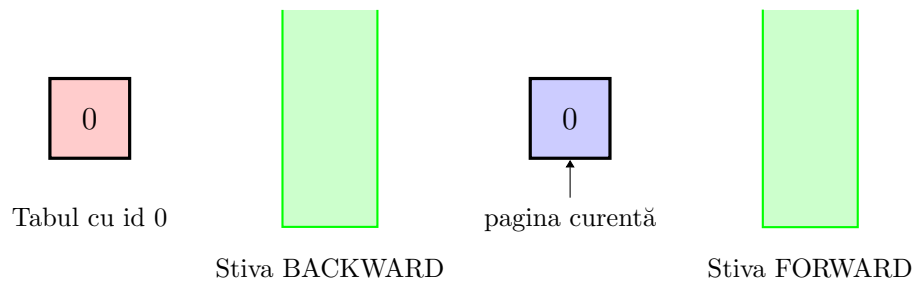 0
0
Tabul cu id 0
pagina curentă
Stiva BACKWARD
Stiva FORWARD